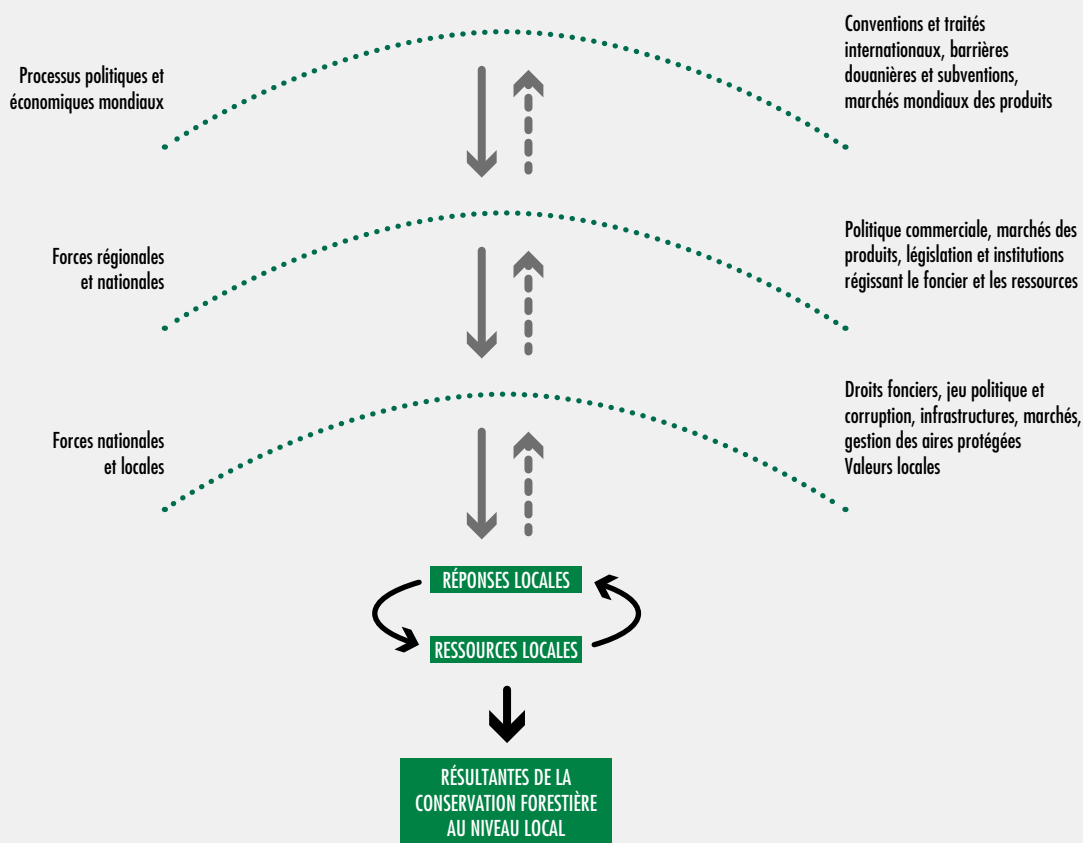 Processus politiques et
économiques mondiaux
Conventions et traités
internationaux, barrières
douanières et subventions,
marchés mondiaux des produits
Forces régionales
et nationales
Politique commerciale, marchés des
produits, législation et institutions
régissant le foncier et les ressources
Forces nationales
et locales
Droits fonciers, jeu politique et
corruption, infrastructures, marchés,
gestion des aires protégées
Valeurs locales
RÉPONSES LOCALES
RESSOURCES LOCALES
RÉSULTANTES DE LA
CONSERVATION FORESTIÈRE
AU NIVEAU LOCAL